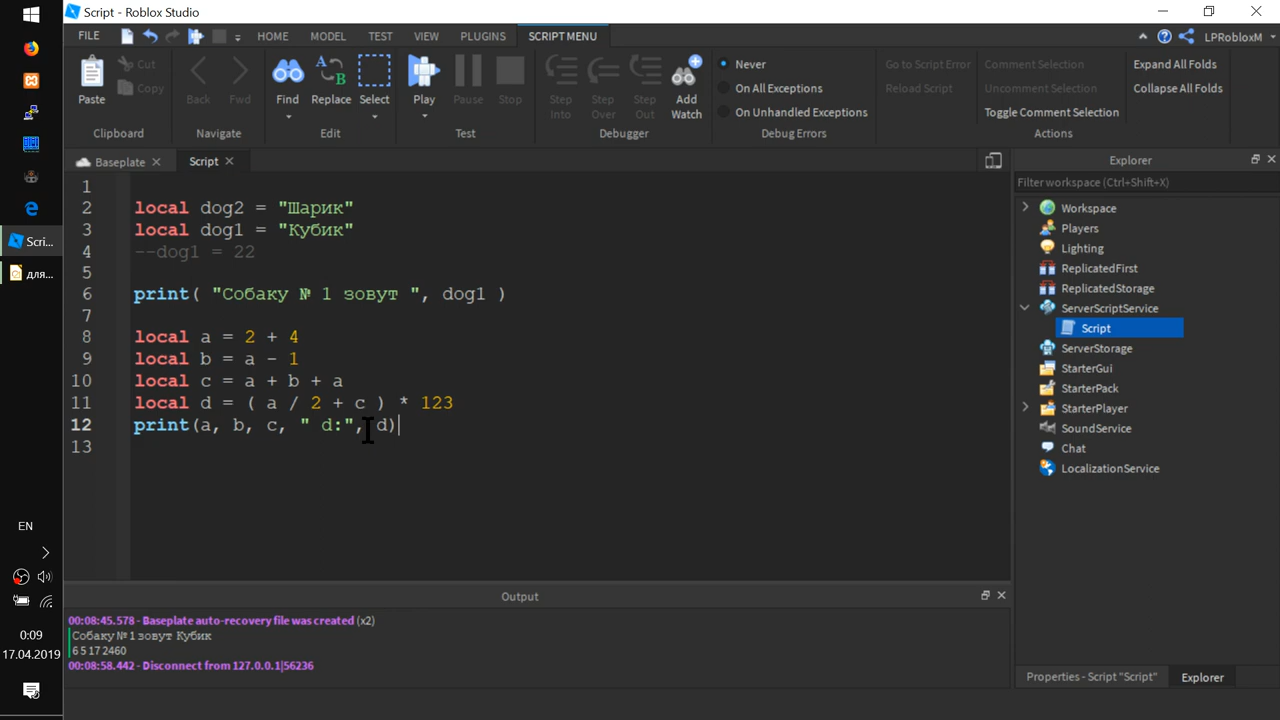 Script - Roblox Studio
FILE HOME MODEL TEST VIEW PLUGINS SCRIPT MENU LPRobloxM
Paste Cut Copy Back Fwd Find Replace Select Play Pause Stop Step Into Step Over Step Out Add Watch
Never
On All Exceptions
On Unhandled Exceptions
Go to Script Error
Reload Script
Comment Selection
Uncomment Selection
Toggle Comment Selection
Expand All Folds
Collapse All Folds
Clipboard Navigate Edit Test Debugger Debug Errors Actions
Baseplate Script
1
2 local dog2 = "Шарик"
3 local dog1 = "Кубик"
4 --dog1 = 22
5
6 print( "Собаку № 1 зовут ", dog1 )
7
8 local a = 2 + 4
9 local b = a - 1
10 local c = a + b + a
11 local d = ( a / 2 + c ) * 123
12 print(a, b, c, " d:", d)
13
Explorer
Filter workspace (Ctrl+Shift+X)
Workspace
Players
Lighting
ReplicatedFirst
ReplicatedStorage
ServerScriptService
Script
ServerStorage
StarterGui
StarterPack
StarterPlayer
SoundService
Chat
LocalizationService
Properties - Script "Script" Explorer
Output
00:08:45.578 - Baseplate auto-recovery file was created (x2)
Собаку № 1 зовут Кубик
6 5 17 2460
00:08:58.442 - Disconnect from 127.0.0.1|56236
Scri...
для...
EN
0:09
17.04.2019